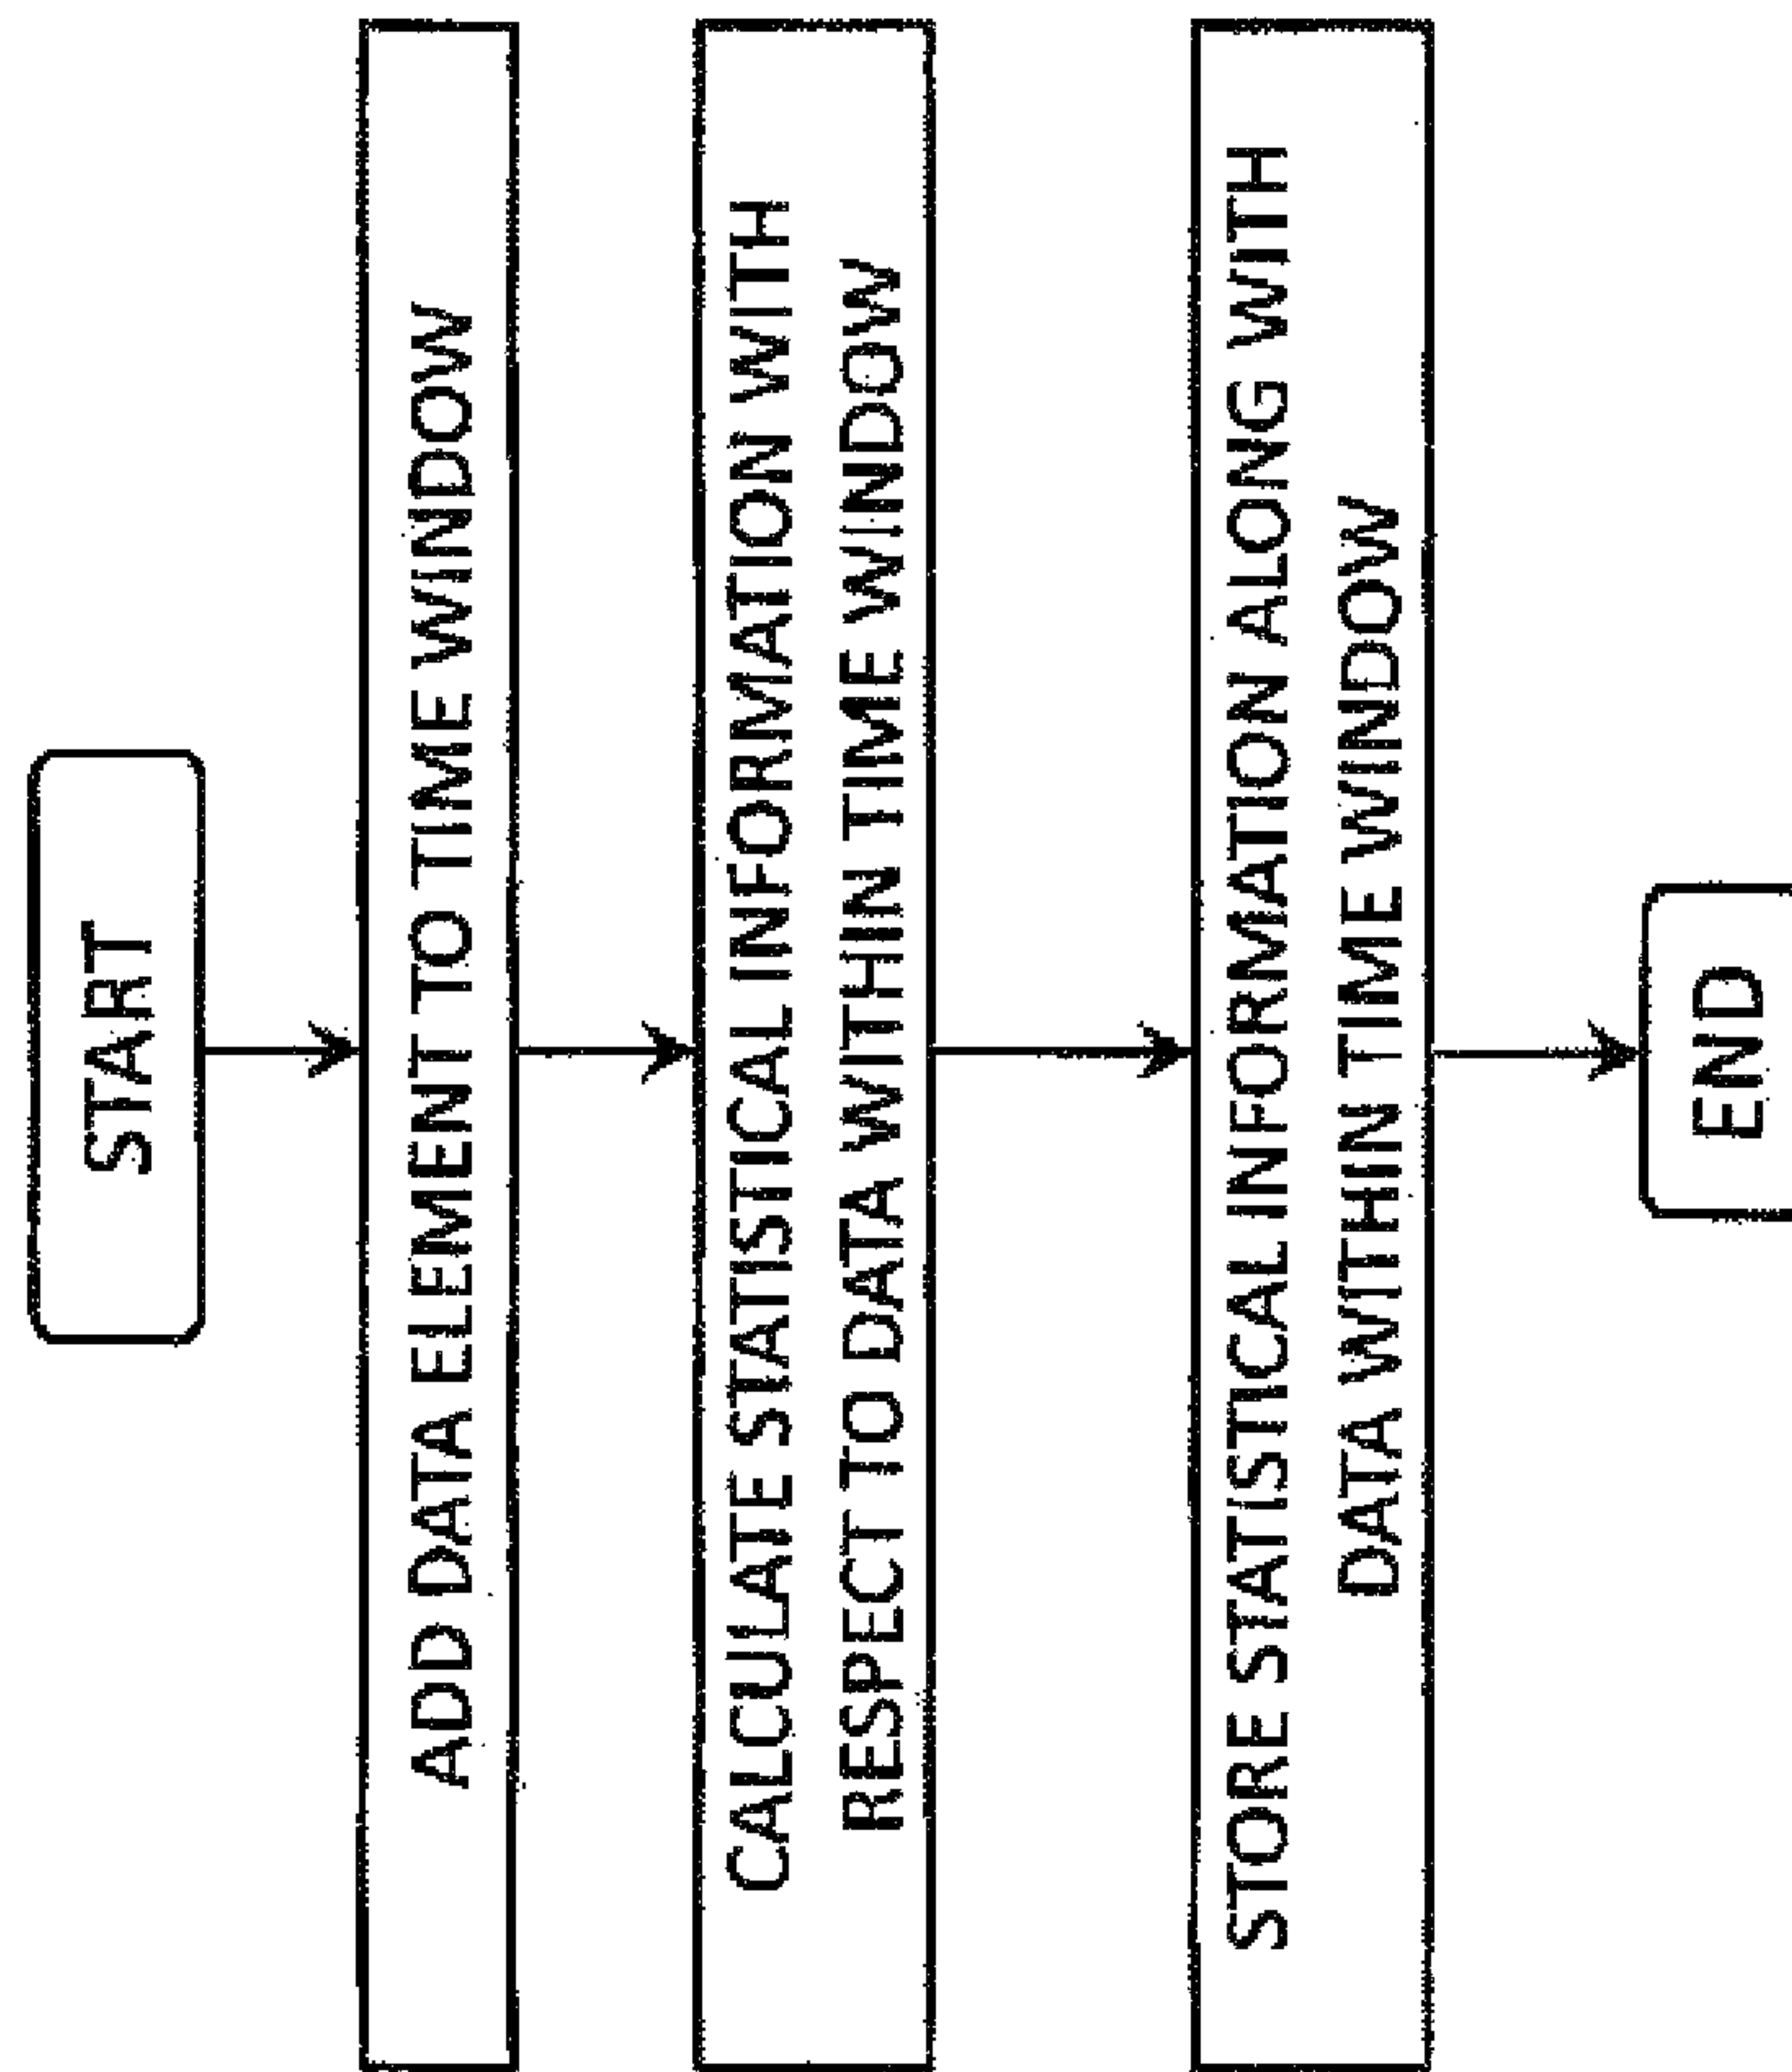 START
ADD DATA ELEMENT TO TIME WINDOW
CALCULATE STATISTICAL INFORMATION WITH
RESPECT TO DATA WITHIN TIME WINDOW
STORE STATISTICAL INFORMATION ALONG WITH
DATA WITHIN TIME WINDOW
END